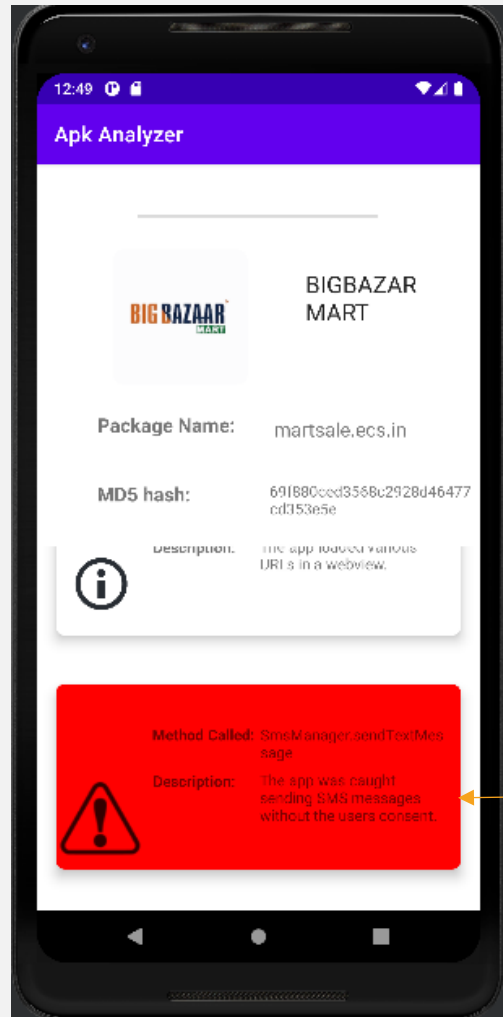 12:49
Apk Analyzer
BIG BAZAAR
MART
BIGBAZAR
MART
Package Name:
martsale.ecs.in
MD5 hash:
69f880ced3568c2928d46477
cd353e5e
Description:
The app loaded various
URLs in a webview.
Method Called:
SmsManager.sendTextMes
sage
Description:
The app was caught
sending SMS messages
without the users consent.